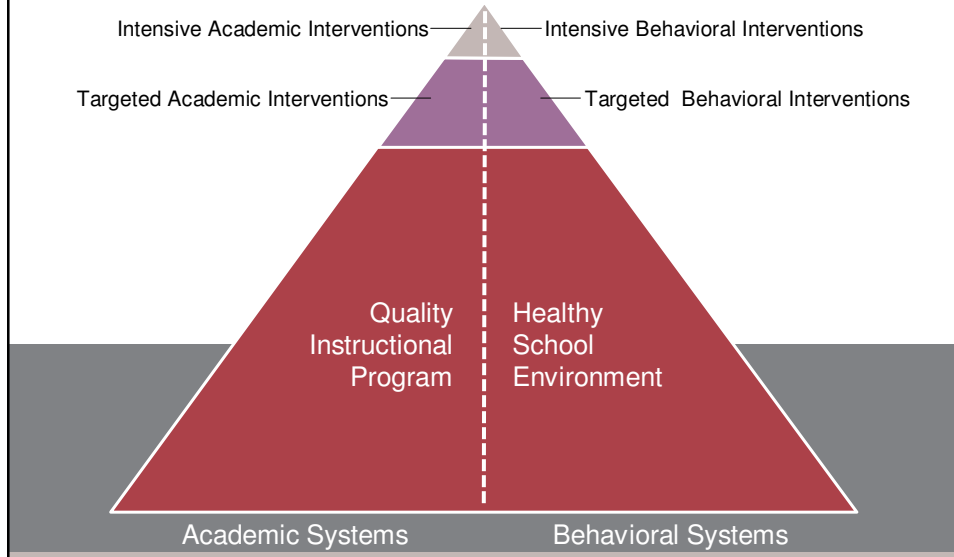 Intensive Academic Interventions
Intensive Behavioral Interventions
Targeted Academic Interventions
Targeted  Behavioral Interventions
Quality
Instructional
Program
Healthy
School
Environment
Academic Systems
Behavioral Systems